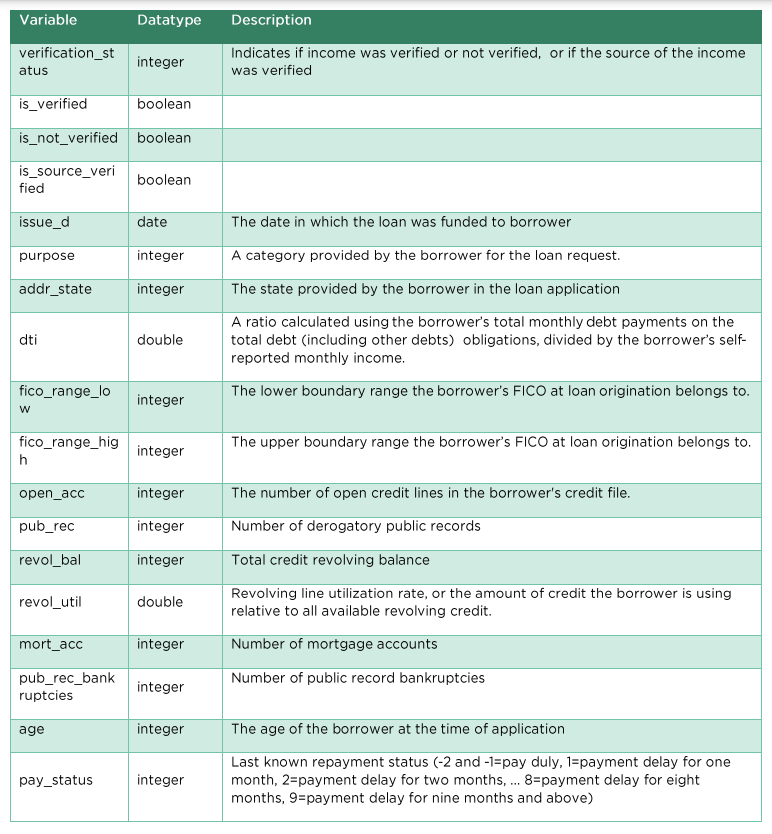 Variable Datatype Description
verification_st
atus
integer
Indicates if income was verified or not verified, or if the source of the income
was verified
is_verified boolean
is_not_verified boolean
is_source_veri
fied
boolean
issue_d date The date in which the loan was funded to borrower
purpose integer A category provided by the borrower for the loan request.
addr_state integer The state provided by the borrower in the loan application
dti double
A ratio calculated using the borrower’s total monthly debt payments on the
total debt (including other debts) obligations, divided by the borrower’s self-
reported monthly income.
fico_range_lo
w
integer
The lower boundary range the borrower’s FICO at loan origination belongs to.
fico_range_hig
h
integer
The upper boundary range the borrower’s FICO at loan origination belongs to.
open_acc integer The number of open credit lines in the borrower's credit file.
pub_rec integer Number of derogatory public records
revol_bal integer Total credit revolving balance
revol_util double
Revolving line utilization rate, or the amount of credit the borrower is using
relative to all available revolving credit.
mort_acc integer Number of mortgage accounts
pub_rec_bank
ruptcies
integer
Number of public record bankruptcies
age integer The age of the borrower at the time of application
pay_status integer
Last known repayment status (-2 and -1=pay duly, 1=payment delay for one
month, 2=payment delay for two months, ... 8=payment delay for eight
months, 9=payment delay for nine months and above)